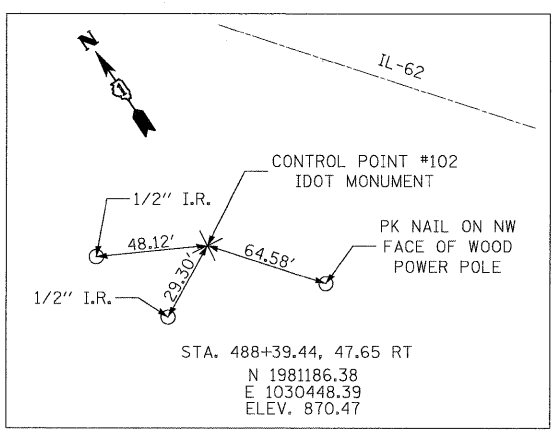 N
IL-62
CONTROL POINT #102
IDOT MONUMENT
1/2" I.R.
PK NAIL ON NW
FACE OF WOOD
POWER POLE
48.12'
64.58'
29.30'
1/2" I.R.
STA. 488+39.44, 47.65 RT
N 1981186.38
E 1030448.39
ELEV. 870.47